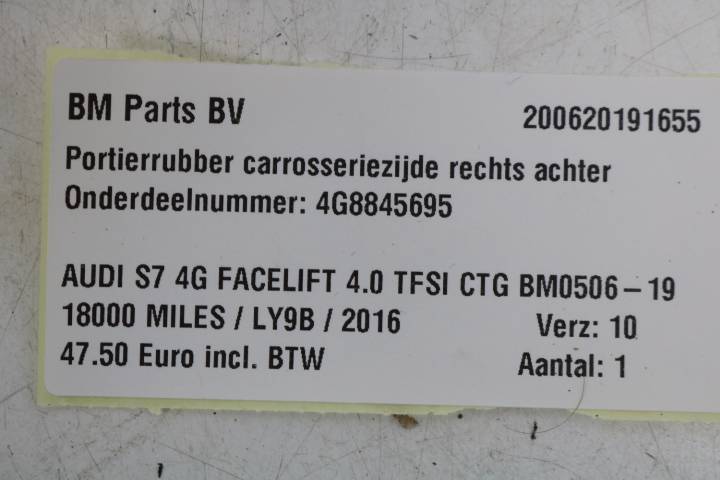 BM Parts BV 200620191655
Portierrubber carrosseriezijde rechts achter
Onderdeelnummer: 4G8845695
AUDI S7 4G FACELIFT 4.0 TFSI CTG BM0506-19
18000 MILES / LY9B / 2016 Verz: 10
47.50 Euro incl. BTW Aantal: 1